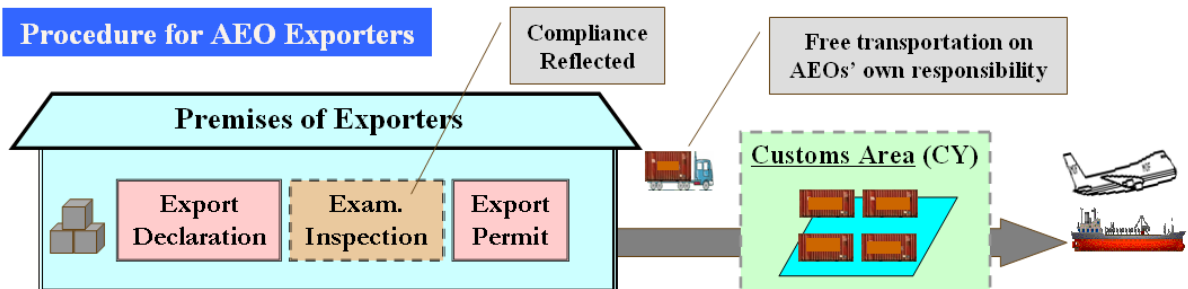 Procedure for AEO Exporters
Compliance
Reflected
Free transportation on
AEOs' own responsibility
Premises of Exporters
Customs Area (CY)
Export
Declaration
Exam.
Inspection
Export
Permit